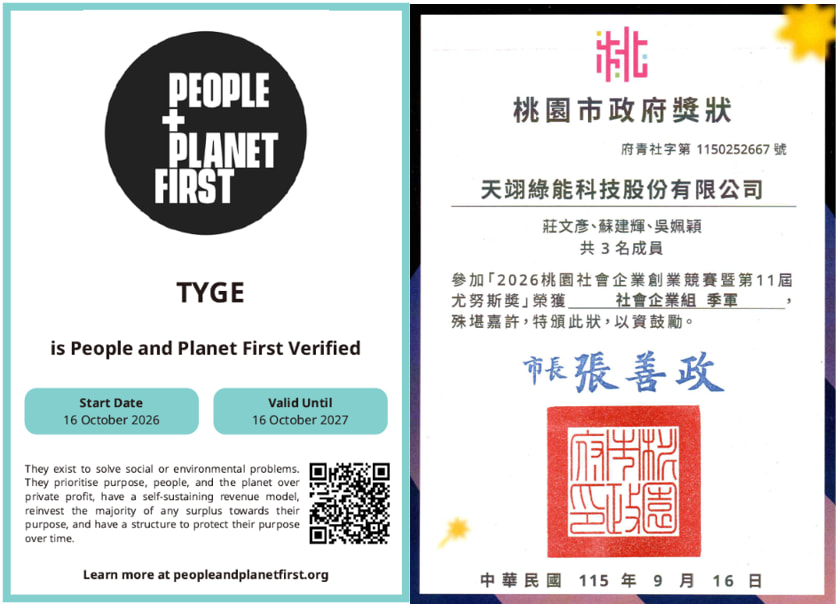 PEOPLE
+
PLANET
FIRST
TYGE
is People and Planet First Verified
Start Date
16 October 2026
Valid Until
16 October 2027
They exist to solve social or environmental problems.
They prioritise purpose, people, and the planet over
private profit, have a self-sustaining revenue model,
reinvest the majority of any surplus towards their
purpose, and have a structure to protect their purpose
over time.
Learn more at peopleandplanetfirst.org
桃
桃園市政府獎狀
府青社字第 1150252667 號
天翊綠能科技股份有限公司
莊文彥、蘇建輝、吳姵穎
共 3 名成員
參加「2026桃園社會企業創業競賽暨第11屆
尤努斯獎」榮獲 社會企業組 季軍 ,
殊堪嘉許,特頒此狀,以資鼓勵。
市長 張善政
桃園市政府印
中華民國 115 年 9 月 16 日